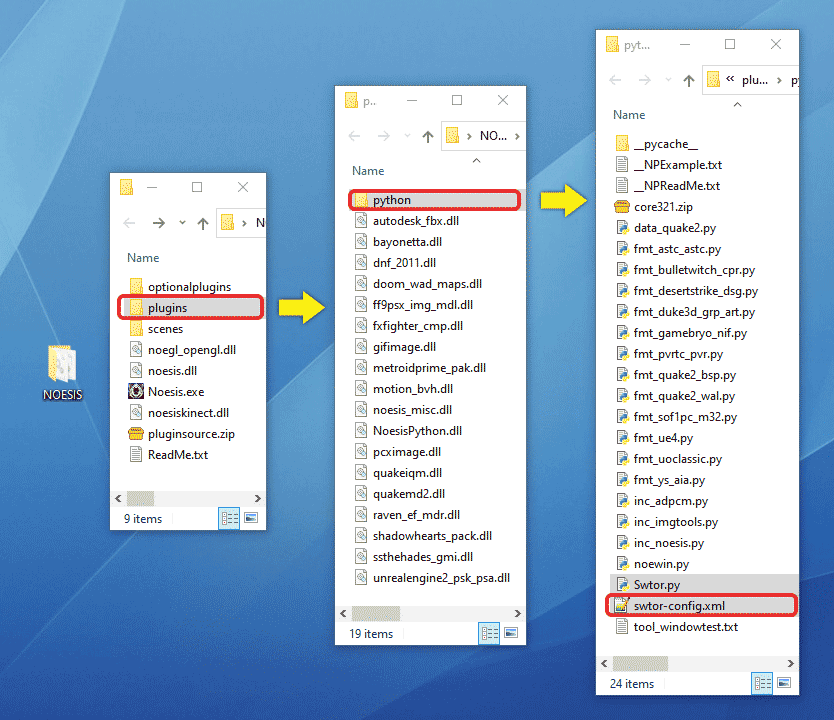 NOESIS
N
Name
optionalplugins
plugins
scenes
noegl_opengl.dll
noesis.dll
Noesis.exe
noesiskinect.dll
pluginsource.zip
ReadMe.txt
9 items
p..
NO...
Name
python
autodesk_fbx.dll
bayonetta.dll
dnf_2011.dll
doom_wad_maps.dll
ff9psx_img_mdl.dll
fxfighter_cmp.dll
gifimage.dll
metroidprime_pak.dll
motion_bvh.dll
noesis_misc.dll
NoesisPython.dll
pcximage.dll
quakeiqm.dll
quakemd2.dll
raven_ef_mdr.dll
shadowhearts_pack.dll
ssthehades_gmi.dll
unrealengine2_psk_psa.dll
19 items
pyt...
« plu... › py
Name
__pycache__
__NPExample.txt
__NPReadMe.txt
core321.zip
data_quake2.py
fmt_astc_astc.py
fmt_bulletwitch_cpr.py
fmt_desertstrike_dsg.py
fmt_duke3d_grp_art.py
fmt_gamebryo_nif.py
fmt_pvrtc_pvr.py
fmt_quake2_bsp.py
fmt_quake2_wal.py
fmt_sof1pc_m32.py
fmt_ue4.py
fmt_uoclassic.py
fmt_ys_aia.py
inc_adpcm.py
inc_imgtools.py
inc_noesis.py
noewin.py
Swtor.py
swtor-config.xml
tool_windowtest.txt
24 items